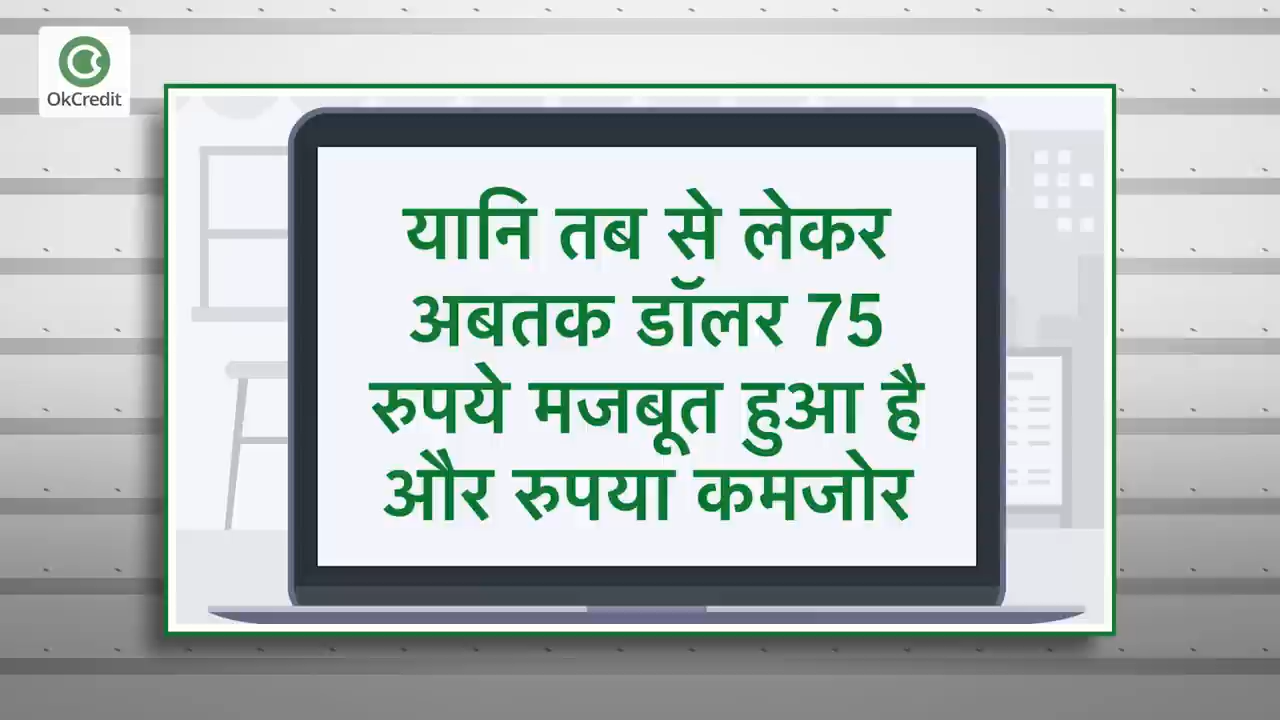 OkCredit
यानि तब से लेकर
अबतक डॉलर 75
रुपये मजबूत हुआ है
और रुपया कमजोर